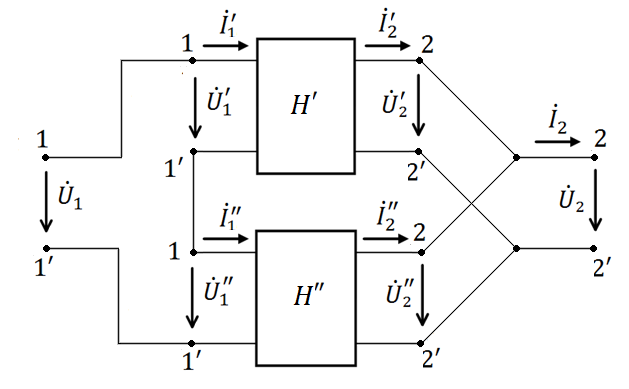 1 İ′₁ İ′₂ 2
U̇′₁ H′ U̇′₂ İ₂
1 2
1′ 2′
U̇₁ U̇₂
İ″₁ İ″₂
1 2
1′ 2′
U̇″₁ H″ U̇″₂
1′ 2′